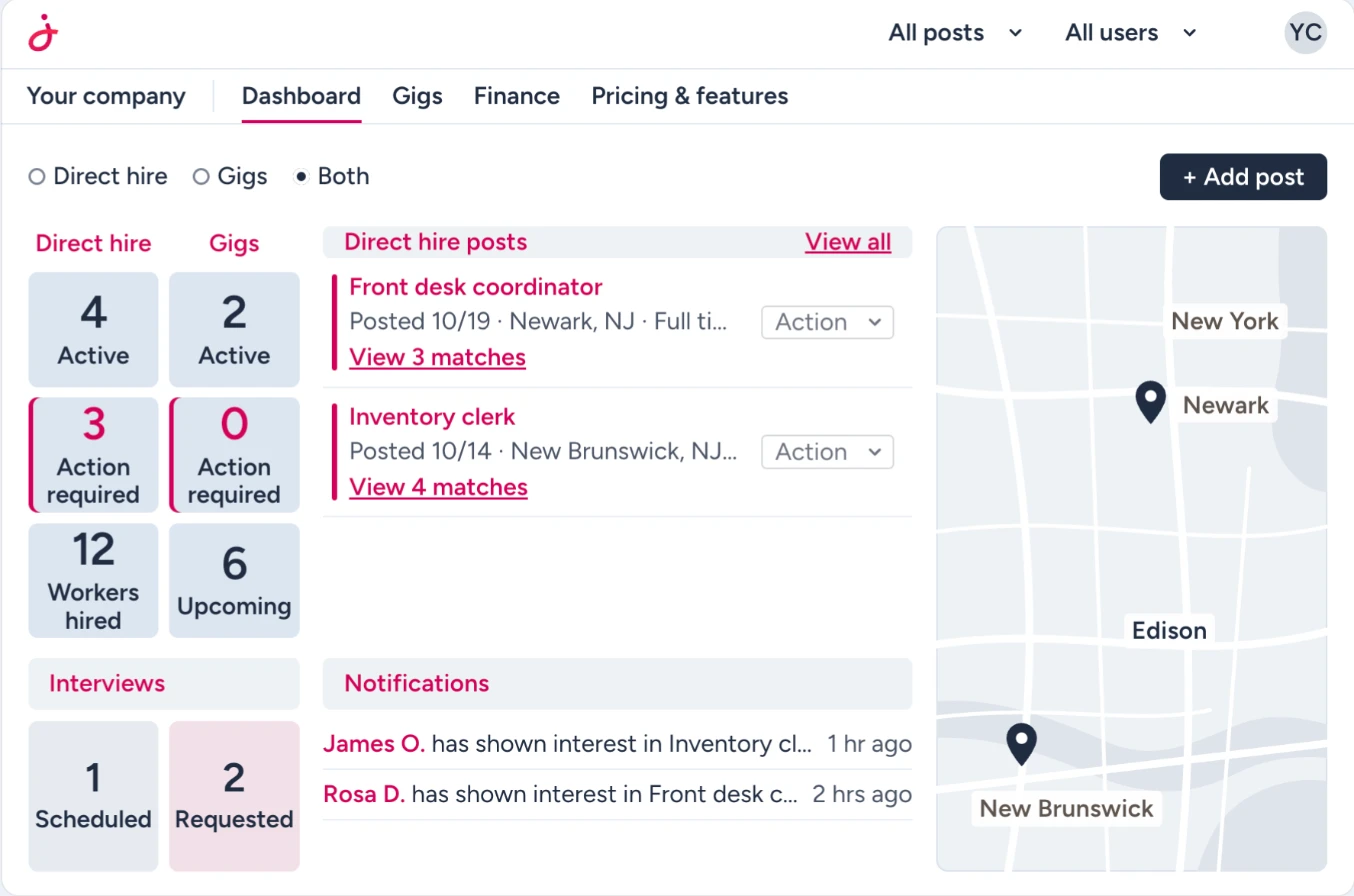 All posts
All users
YC
Your company
Dashboard
Gigs
Finance
Pricing & features
Direct hire
Gigs
Both
+ Add post
Direct hire
Gigs
4
Active
2
Active
3
Action
required
0
Action
required
12
Workers
hired
6
Upcoming
Direct hire posts
View all
Front desk coordinator
Posted 10/19 · Newark, NJ · Full ti...
Action
View 3 matches
Inventory clerk
Posted 10/14 · New Brunswick, NJ...
Action
View 4 matches
Interviews
1
Scheduled
2
Requested
Notifications
James O. has shown interest in Inventory cl... 1 hr ago
Rosa D. has shown interest in Front desk c... 2 hrs ago
New York
Newark
Edison
New Brunswick